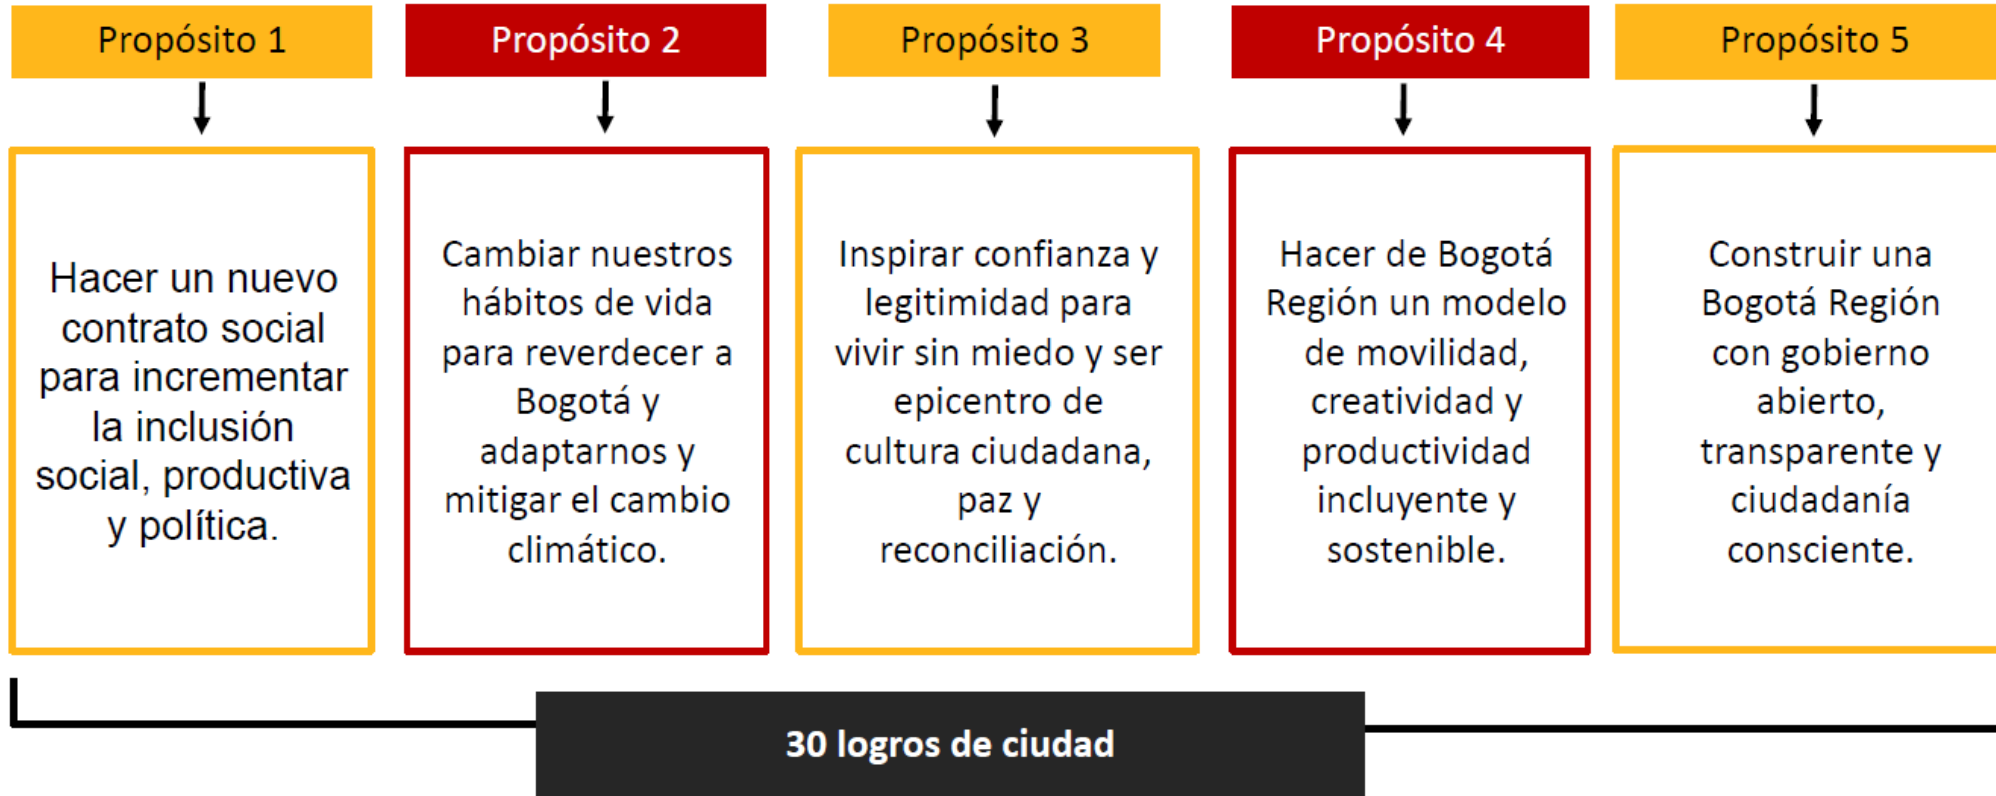 Propósito 1
Propósito 2
Propósito 3
Propósito 4
Propósito 5
Hacer un nuevo
contrato social
para incrementar
la inclusión
social, productiva
y política.
Cambiar nuestros
hábitos de vida
para reverdecer a
Bogotá y
adaptarnos y
mitigar el cambio
climático.
Inspirar confianza y
legitimidad para
vivir sin miedo y ser
epicentro de
cultura ciudadana,
paz y
reconciliación.
Hacer de Bogotá
Región un modelo
de movilidad,
creatividad y
productividad
incluyente y
sostenible.
Construir una
Bogotá Región
con gobierno
abierto,
transparente y
ciudadanía
consciente.
30 logros de ciudad